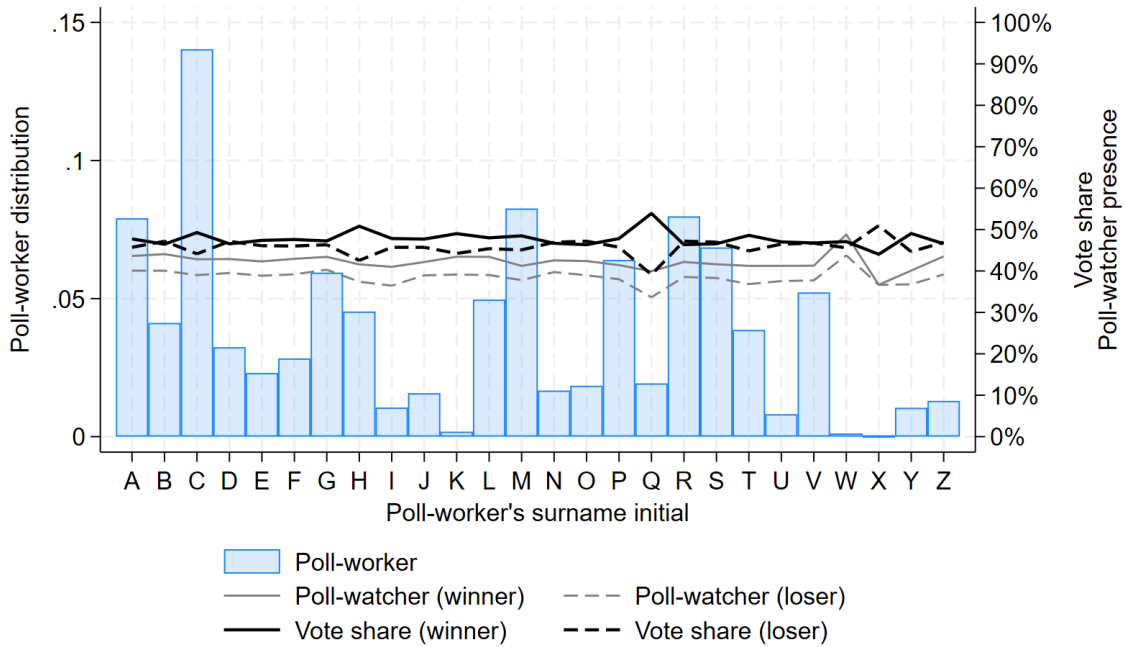 .15
.1
.05
0
Poll-worker distribution
100%
90%
80%
70%
60%
50%
40%
30%
20%
10%
0%
Vote share
Poll-watcher presence
A B C D E F G H I J K L M N O P Q R S T U V W X Y Z
Poll-worker's surname initial
Poll-worker
Poll-watcher (winner) Poll-watcher (loser)
Vote share (winner) Vote share (loser)